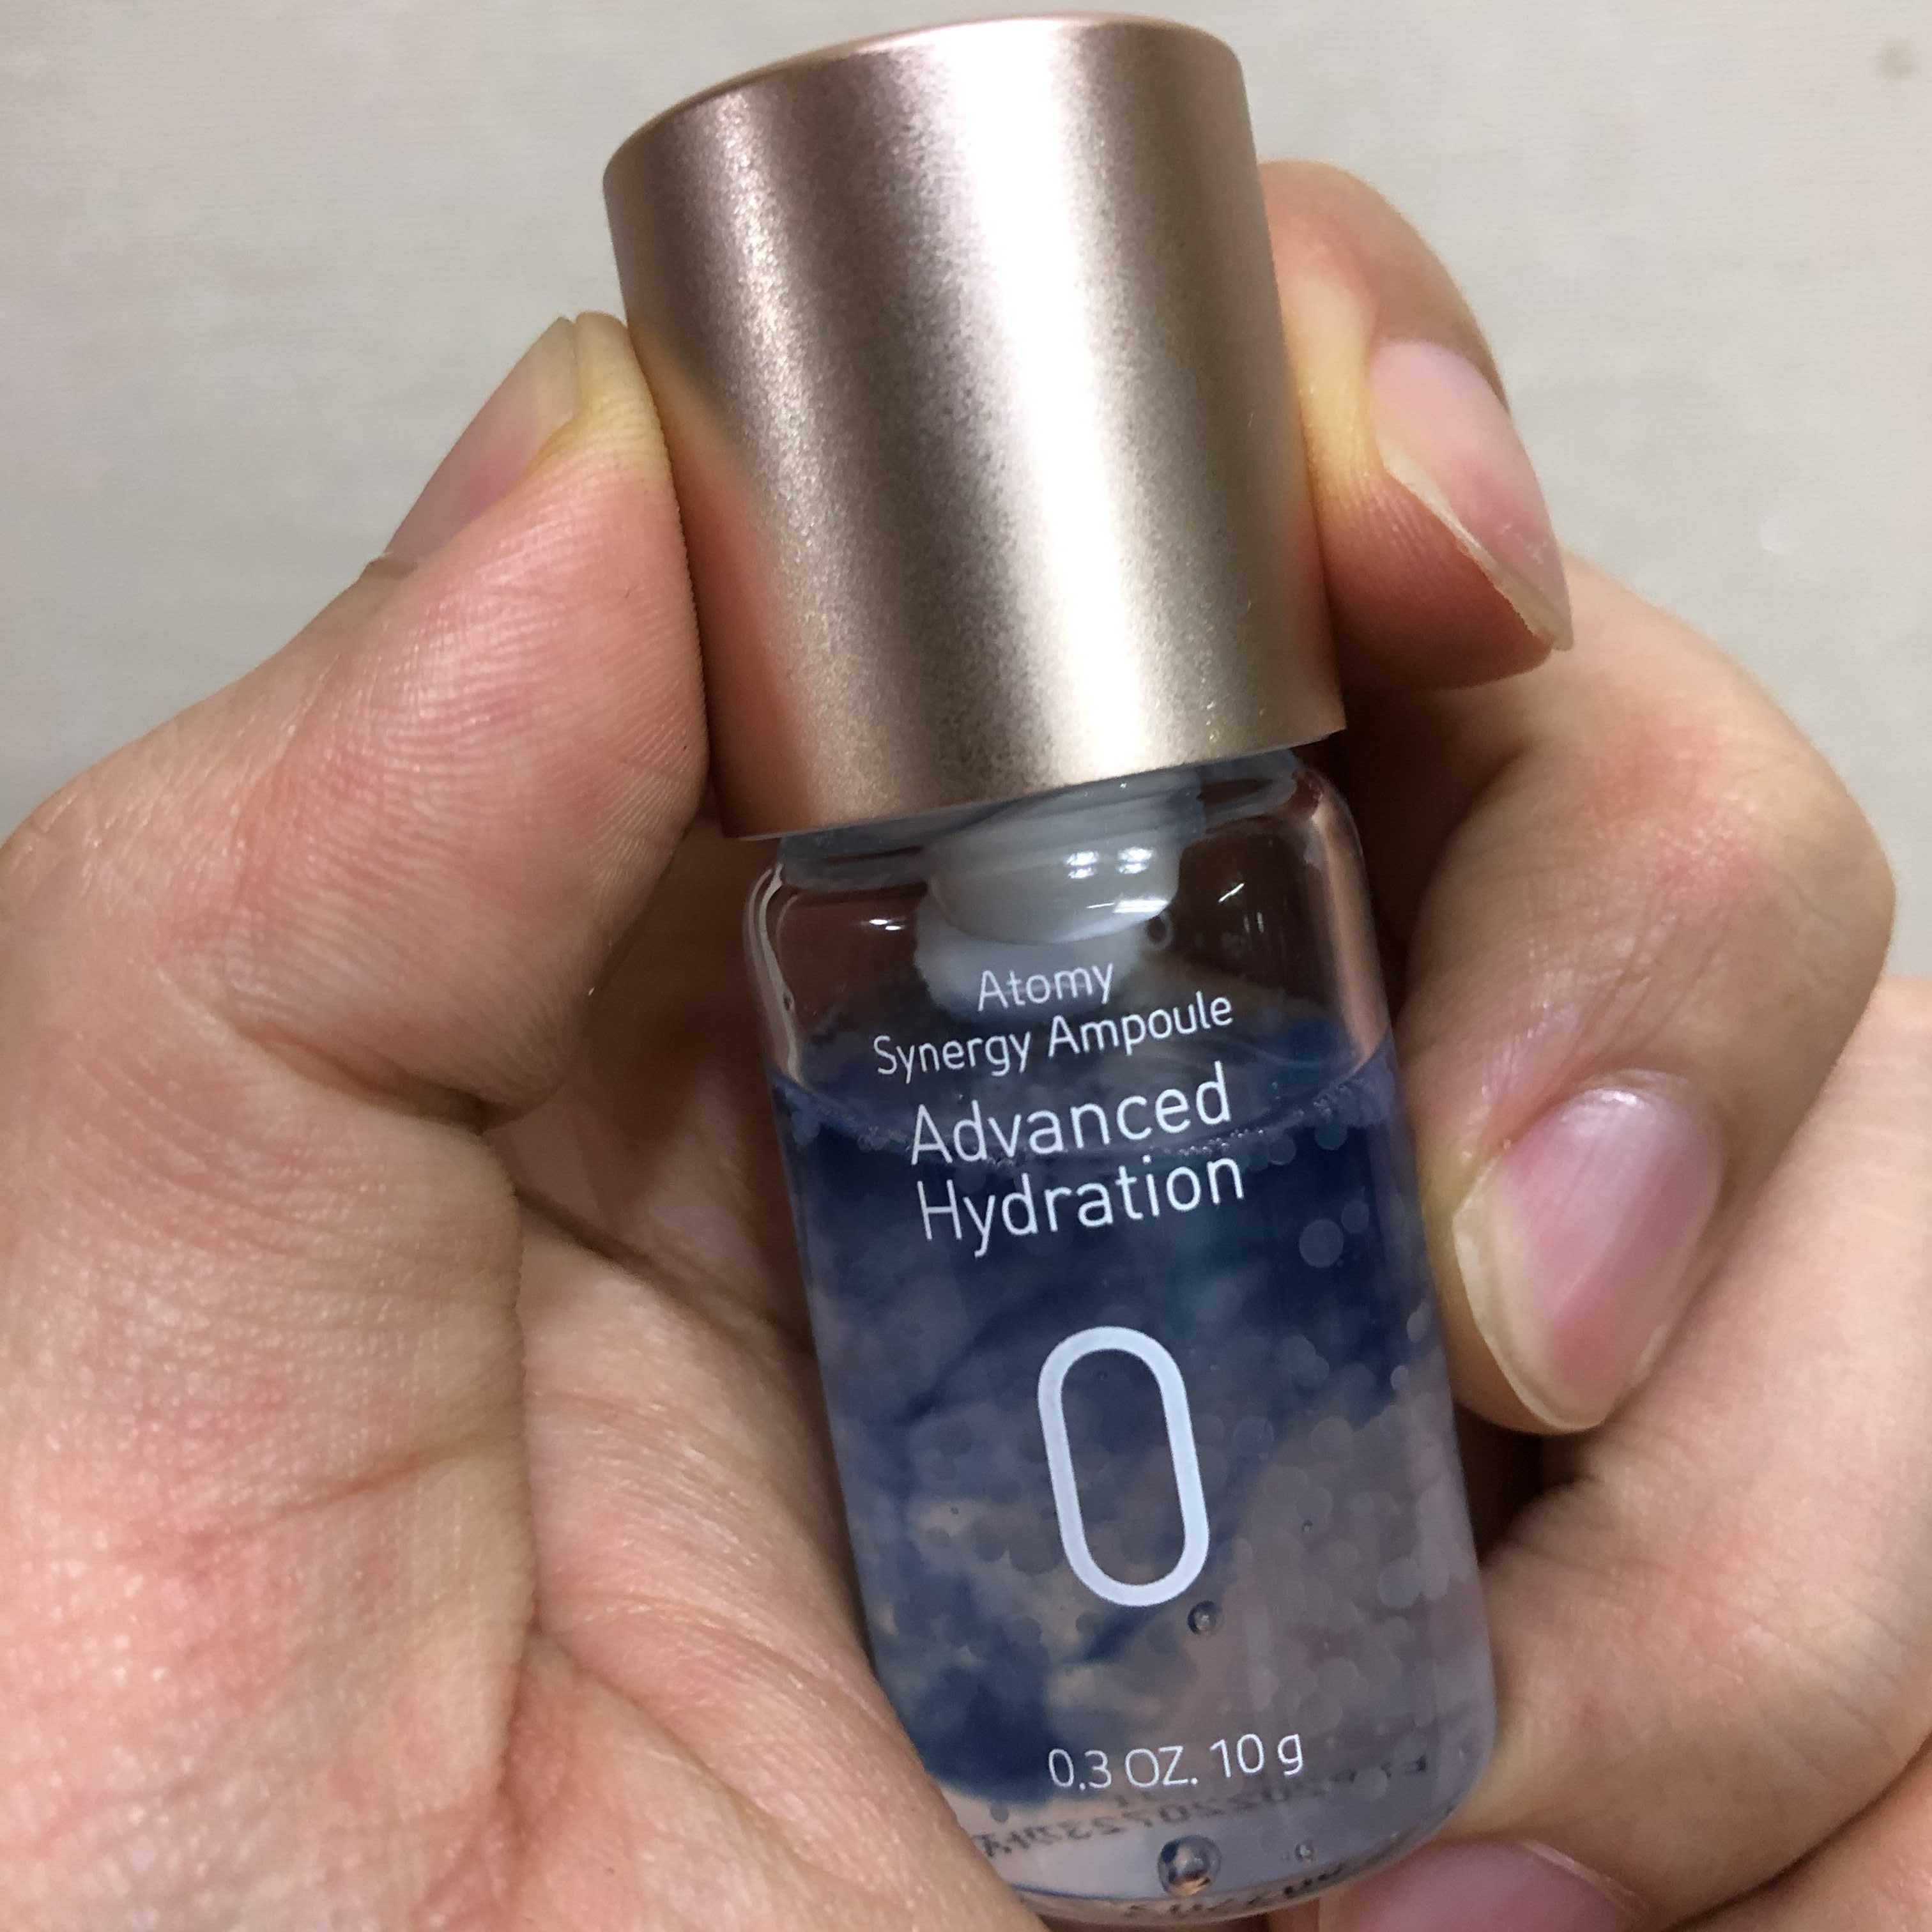 Atomy
Synergy Ampoule
Advanced
Hydration
0
0.3 OZ. 10 g